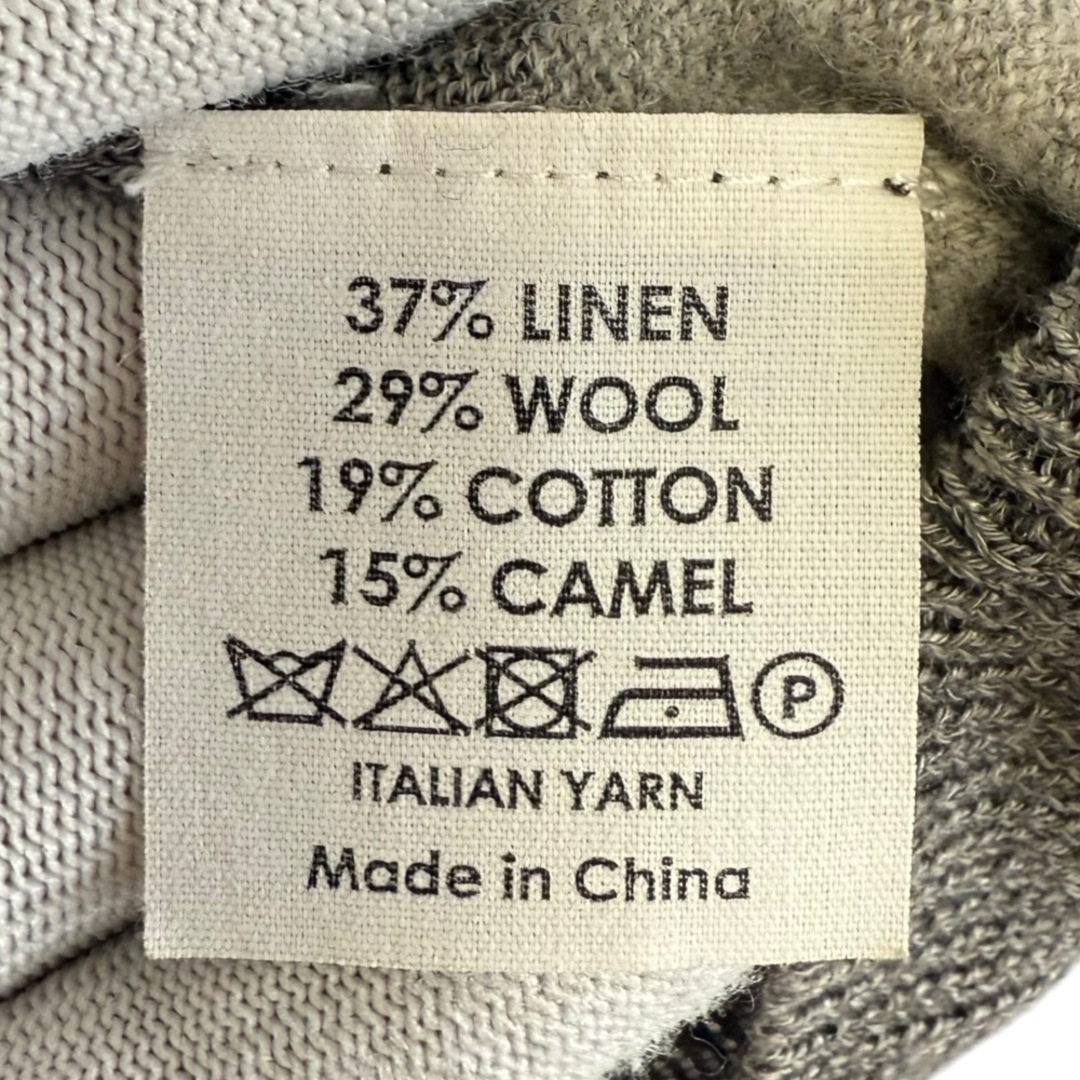 37% LINEN
29% WOOL
19% COTTON
15% CAMEL
P
ITALIAN YARN
Made in China